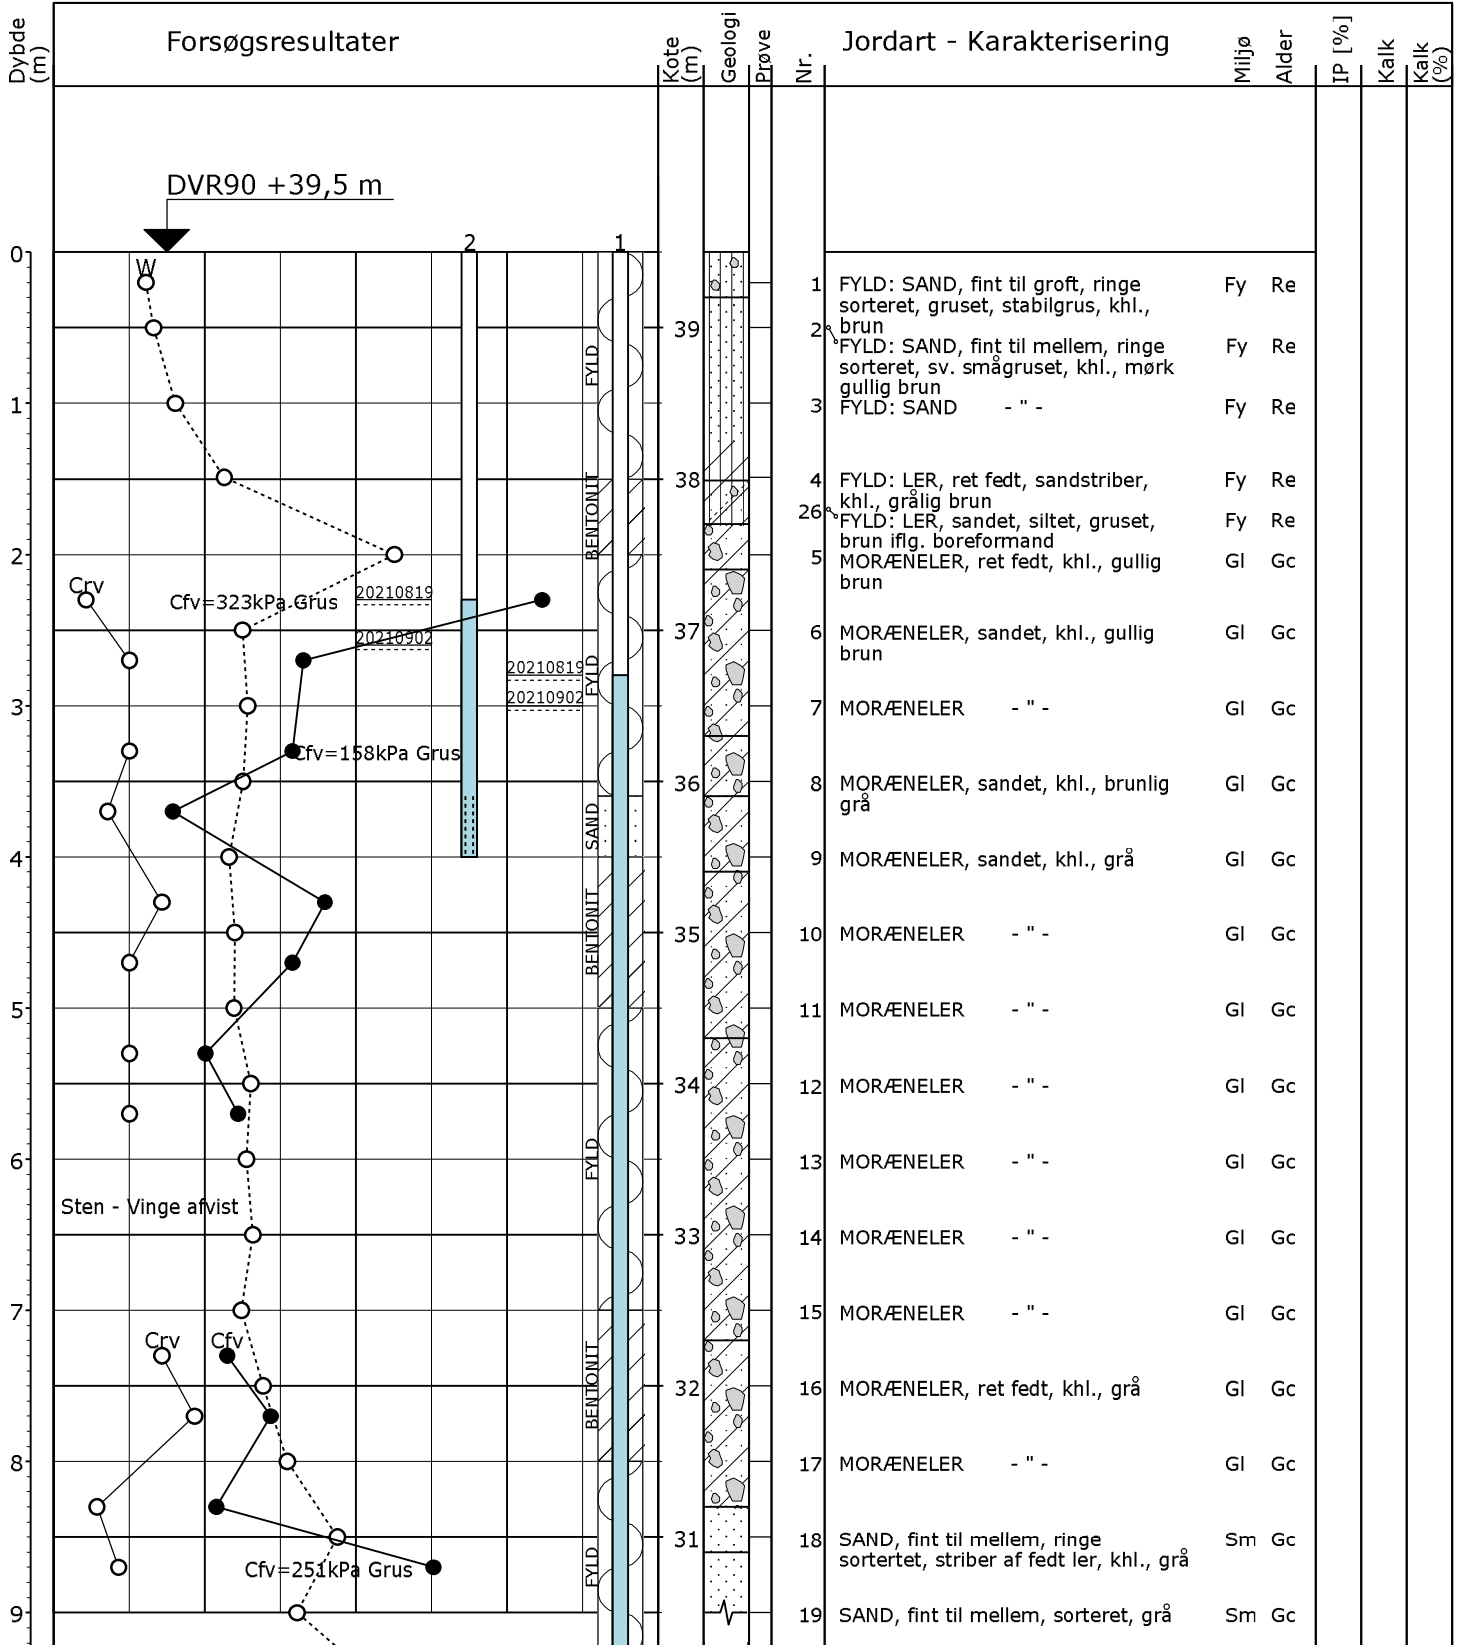 Dybde (m)
Forsøgsresultater
Kote (m)
Geologi
Prøve
Nr.
Jordart - Karakterisering
Miljø
Alder
IP [%]
Kalk
Kalk (%)
DVR90 +39,5 m
0
2
1
W
1 FYLD: SAND, fint til groft, ringe Fy Re
sorteret, gruset, stabilgrus, khl.,
brun
39
2 FYLD: SAND, fint til mellem, ringe Fy Re
sorteret, sv. smågruset, khl., mørk
gullig brun
FYLD
1
3 FYLD: SAND - " - Fy Re
38
4 FYLD: LER, ret fedt, sandstriber, Fy Re
khl., grålig brun
BENTONIT
26 FYLD: LER, sandet, siltet, gruset, Fy Re
brun iflg. boreformand
2
5 MORÆNELER, ret fedt, khl., gullig Gl Gc
brun
Crv
Cfv=323kPa Grus
20210819
37
6 MORÆNELER, sandet, khl., gullig Gl Gc
brun
20210902
20210819
FYLD
20210902
3
7 MORÆNELER - " - Gl Gc
Cfv=158kPa Grus
36
8 MORÆNELER, sandet, khl., brunlig Gl Gc
grå
SAND
4
9 MORÆNELER, sandet, khl., grå Gl Gc
BENTONIT
35
10 MORÆNELER - " - Gl Gc
5
11 MORÆNELER - " - Gl Gc
34
12 MORÆNELER - " - Gl Gc
FYLD
6
13 MORÆNELER - " - Gl Gc
Sten - Vinge afvist
33
14 MORÆNELER - " - Gl Gc
7
15 MORÆNELER - " - Gl Gc
Crv
Cfv
BENTONIT
32
16 MORÆNELER, ret fedt, khl., grå Gl Gc
8
17 MORÆNELER - " - Gl Gc
31
18 SAND, fint til mellem, ringe Sm Gc
sortertet, striber af fedt ler, khl., grå
Cfv=251kPa Grus
FYLD
9
19 SAND, fint til mellem, sorteret, grå Sm Gc